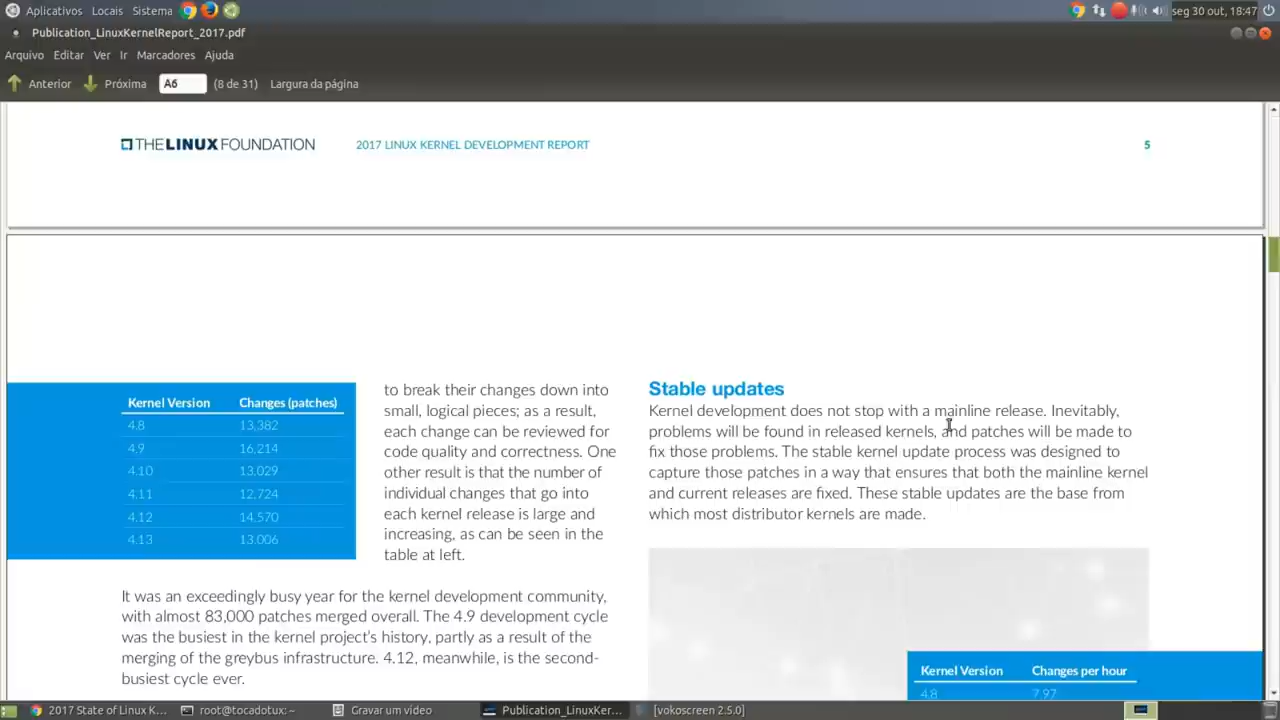 Aplicativos Locais Sistema seg 30 out, 18:47
Publication_LinuxKernelReport_2017.pdf
Arquivo Editar Ver Ir Marcadores Ajuda
Anterior Próxima A6 (8 de 31) Largura da página
THE LINUX FOUNDATION 2017 LINUX KERNEL DEVELOPMENT REPORT 5
Kernel Version Changes (patches)
4.8 13,382
4.9 16,214
4.10 13,029
4.11 12,724
4.12 14,570
4.13 13,006
to break their changes down into
small, logical pieces; as a result,
each change can be reviewed for
code quality and correctness. One
other result is that the number of
individual changes that go into
each kernel release is large and
increasing, as can be seen in the
table at left.
It was an exceedingly busy year for the kernel development community,
with almost 83,000 patches merged overall. The 4.9 development cycle
was the busiest in the kernel project's history, partly as a result of the
merging of the greybus infrastructure. 4.12, meanwhile, is the second-
busiest cycle ever.
Stable updates
Kernel development does not stop with a mainline release. Inevitably,
problems will be found in released kernels, and patches will be made to
fix those problems. The stable kernel update process was designed to
capture those patches in a way that ensures that both the mainline kernel
and current releases are fixed. These stable updates are the base from
which most distributor kernels are made.
Kernel Version Changes per hour
4.8 7.97
2017 State of Linux K... root@tocadotux: ~ Gravar um vídeo Publication_LinuxKer... [vokoscreen 2.5.0]